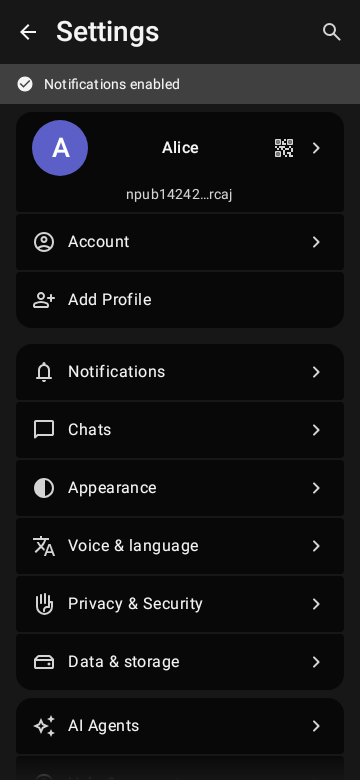 Settings
Notifications enabled
A
Alice
npub14242...rcaj
Account
Add Profile
Notifications
Chats
Appearance
Voice & language
Privacy & Security
Data & storage
AI Agents